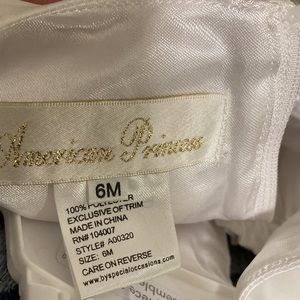 American Princess
6M
100% POLYESTER
EXCLUSIVE OF TRIM
MADE IN CHINA
RN# 104007
STYLE# A00320
SIZE: 6M
CARE ON REVERSE
www.byspecialoccasions.com